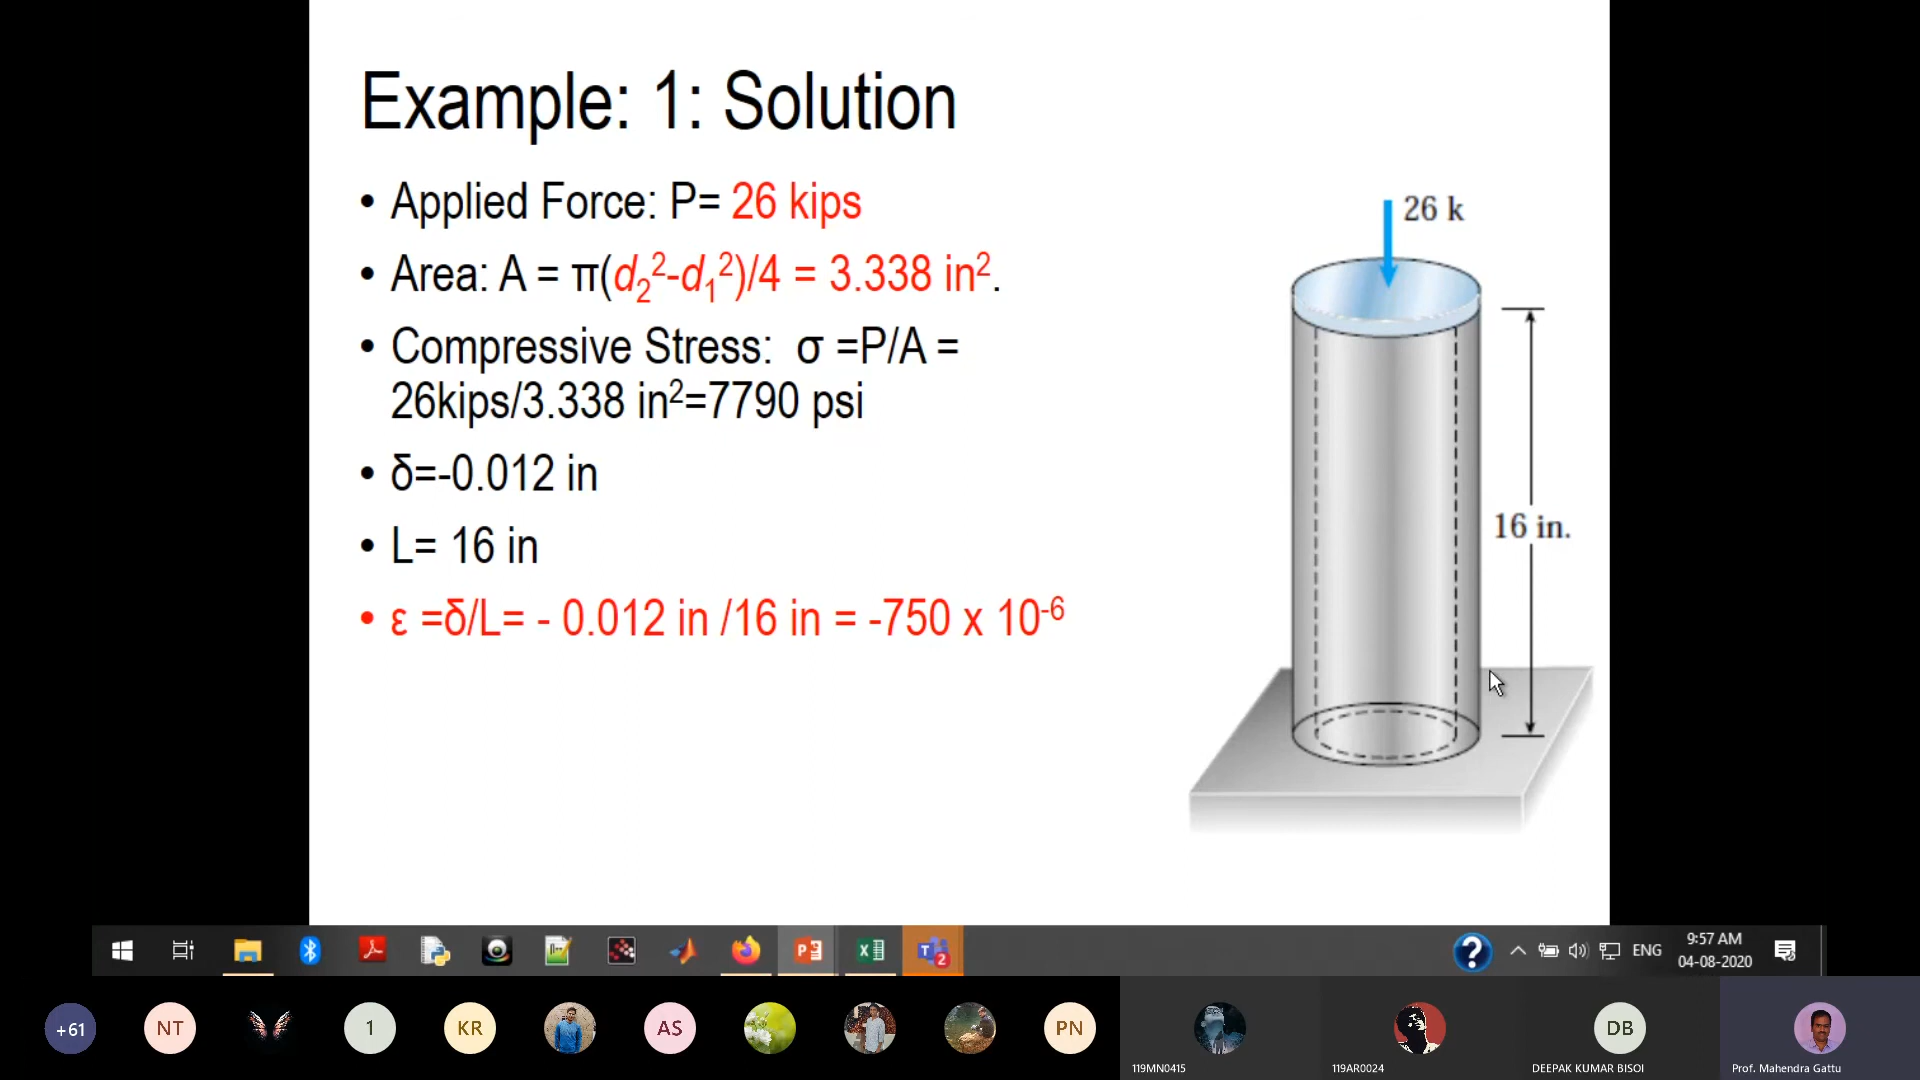 Example: 1: Solution
• Applied Force: P= 26 kips
• Area: A = π(d₂²-d₁²)/4 = 3.338 in².
• Compressive Stress: σ =P/A =
26kips/3.338 in²=7790 psi
• δ=-0.012 in
• L= 16 in
• ε =δ/L= - 0.012 in /16 in = -750 x 10⁻⁶
26 k
16 in.
ENG
9:57 AM
04-08-2020
+61
NT
1
KR
AS
PN
119MN0415
119AR0024
DB
DEEPAK KUMAR BISOI
Prof. Mahendra Gattu